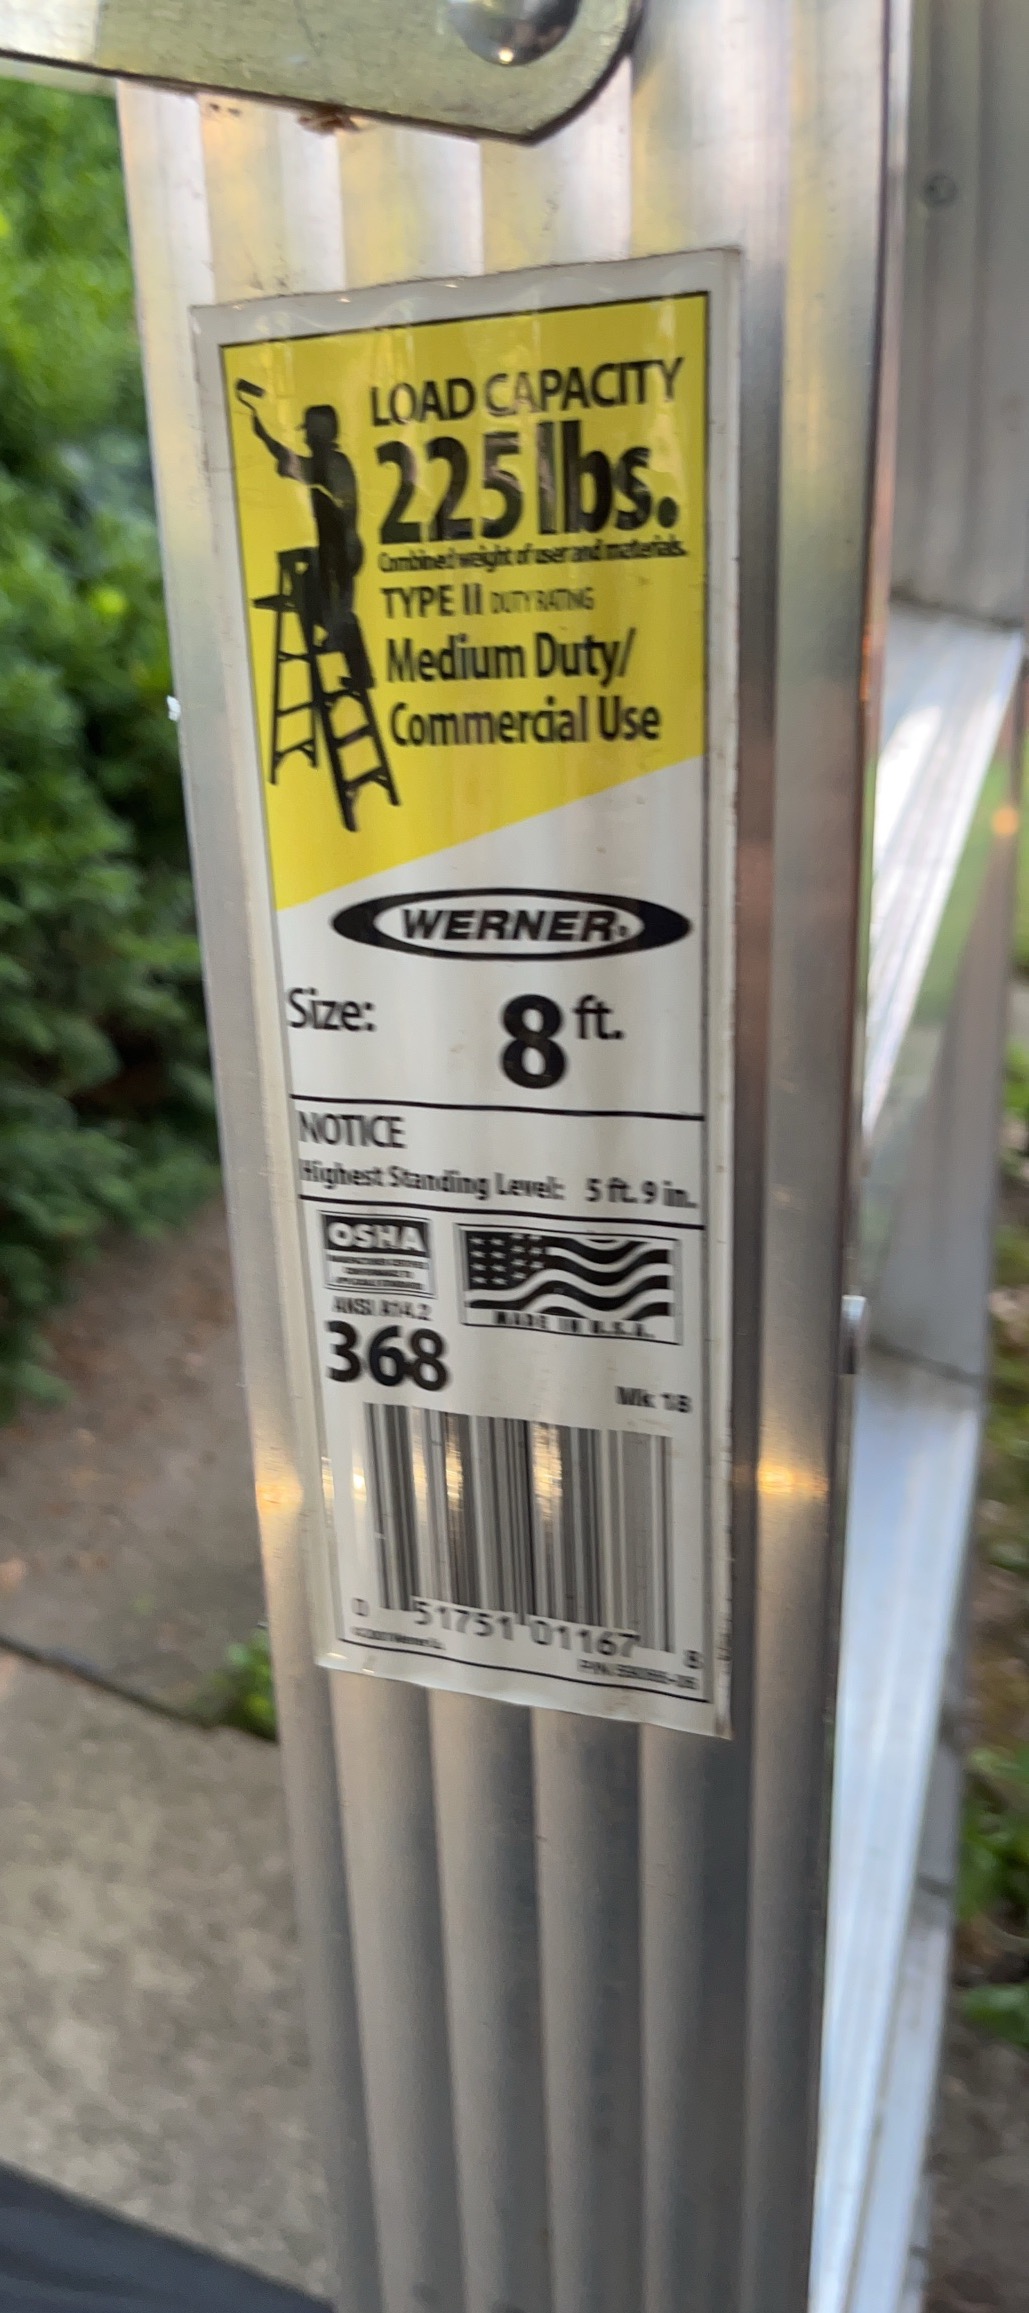 LOAD CAPACITY
225 lbs.
Combined weight of user and materials.
TYPE II DUTY RATING
Medium Duty/
Commercial Use
WERNER
Size: 8 ft.
NOTICE
Highest Standing Level: 5 ft. 9 in.
OSHA
MADE IN U.S.A.
ANSI A14.2
368
Mk 18
0 51751 01167 8